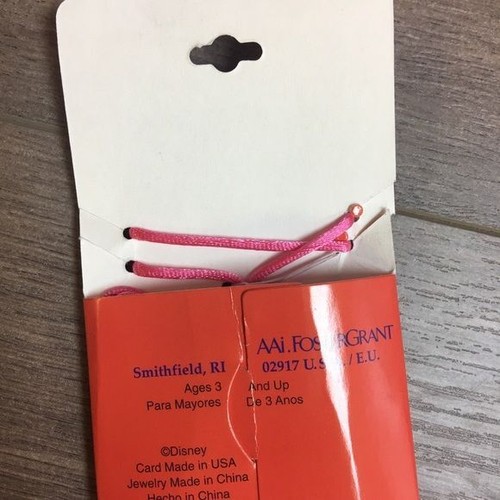 AAi.FOSTERGRANT
Smithfield, RI 02917 U.S. / E.U.
Ages 3 And Up
Para Mayores De 3 Anos
©Disney
Card Made in USA
Jewelry Made in China
Hecho in China